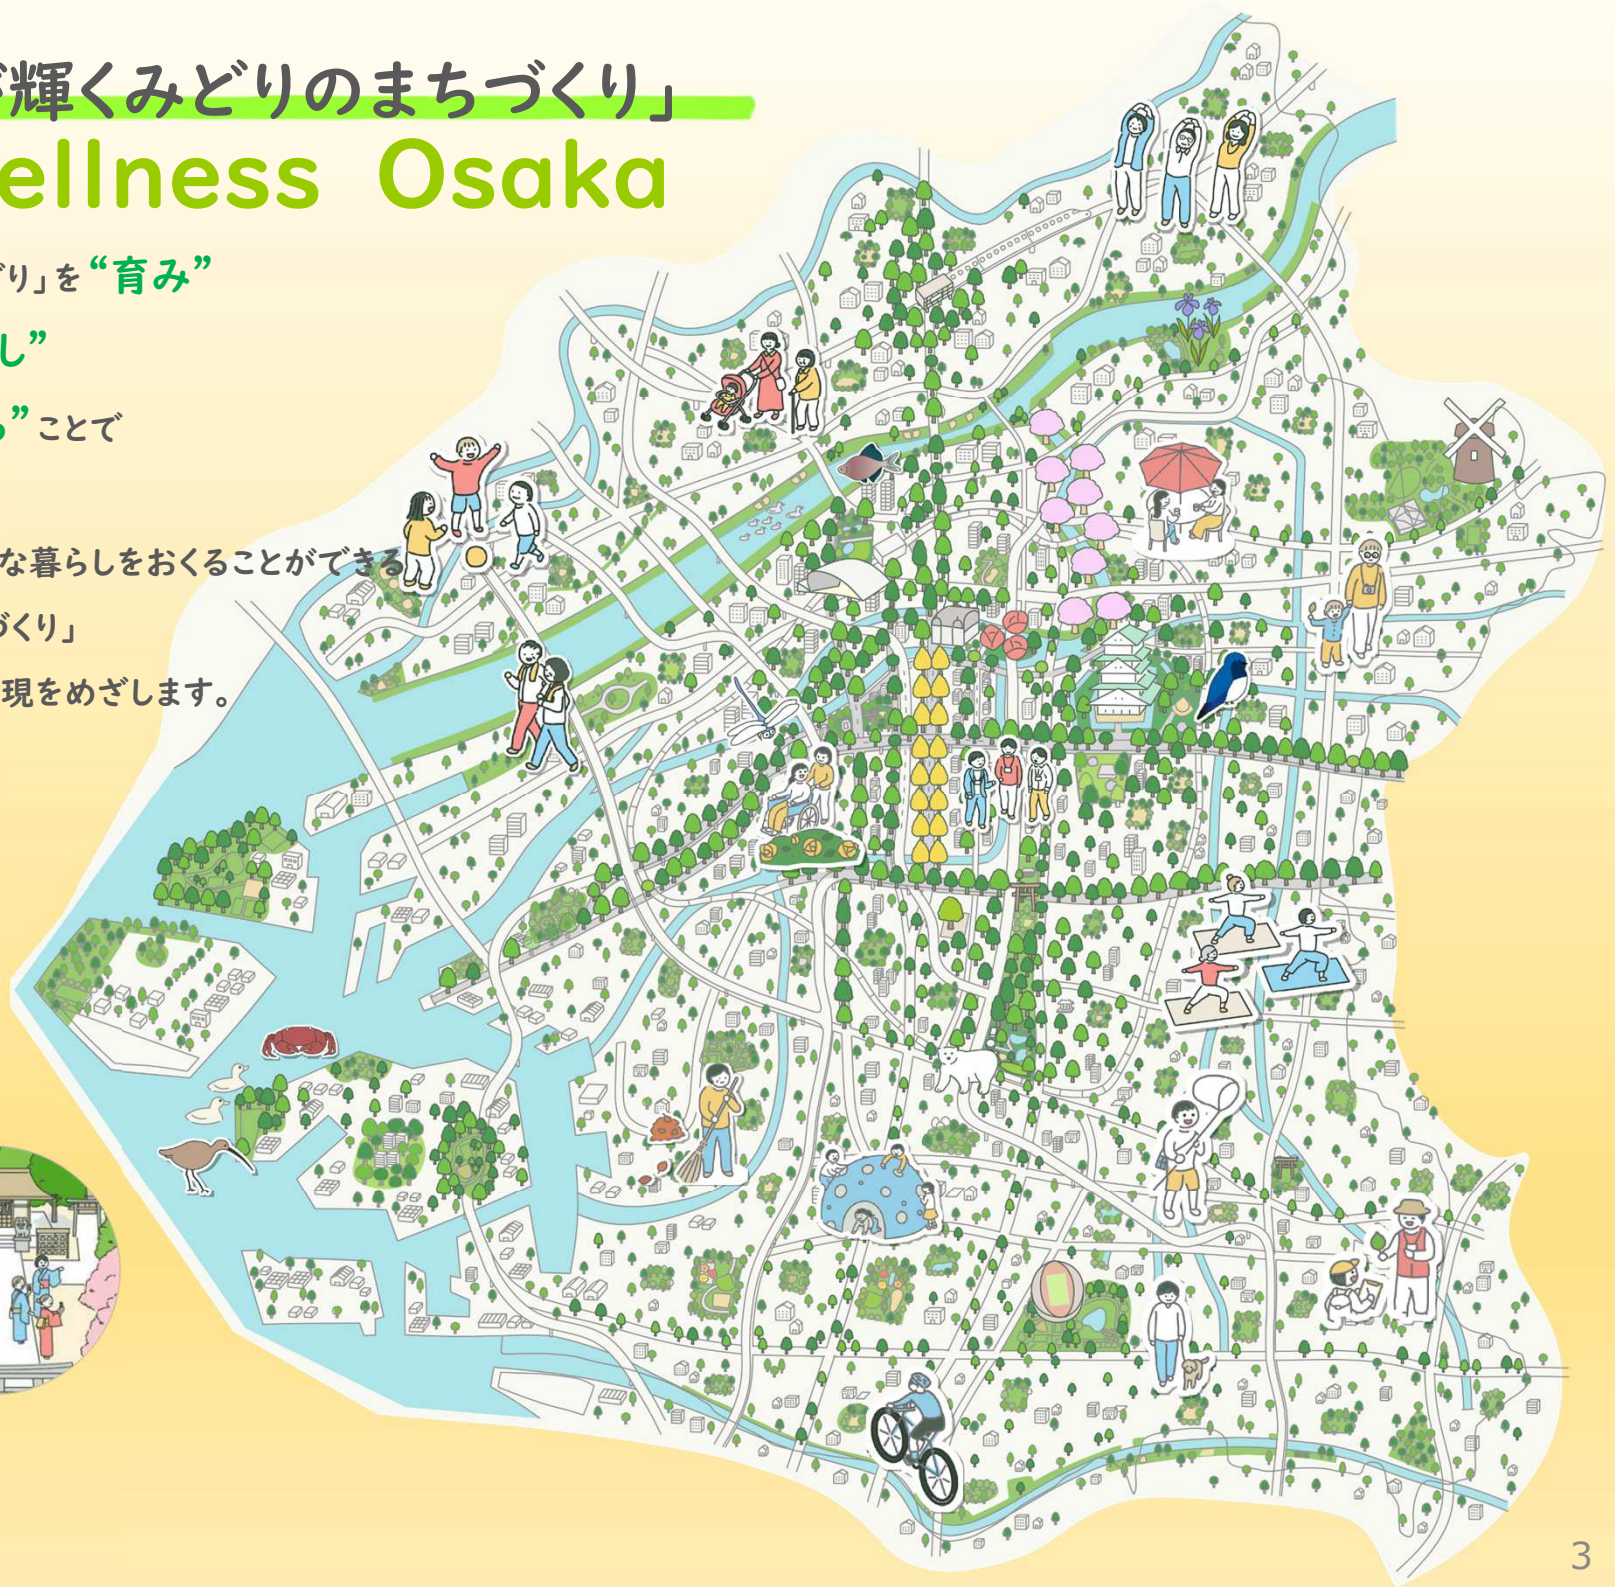 輝くみどりのまちづくり」
ellness Osaka
り」を“育み”
し”
”ことで
な暮らしをおくることができる
づくり」
現をめざします。
3